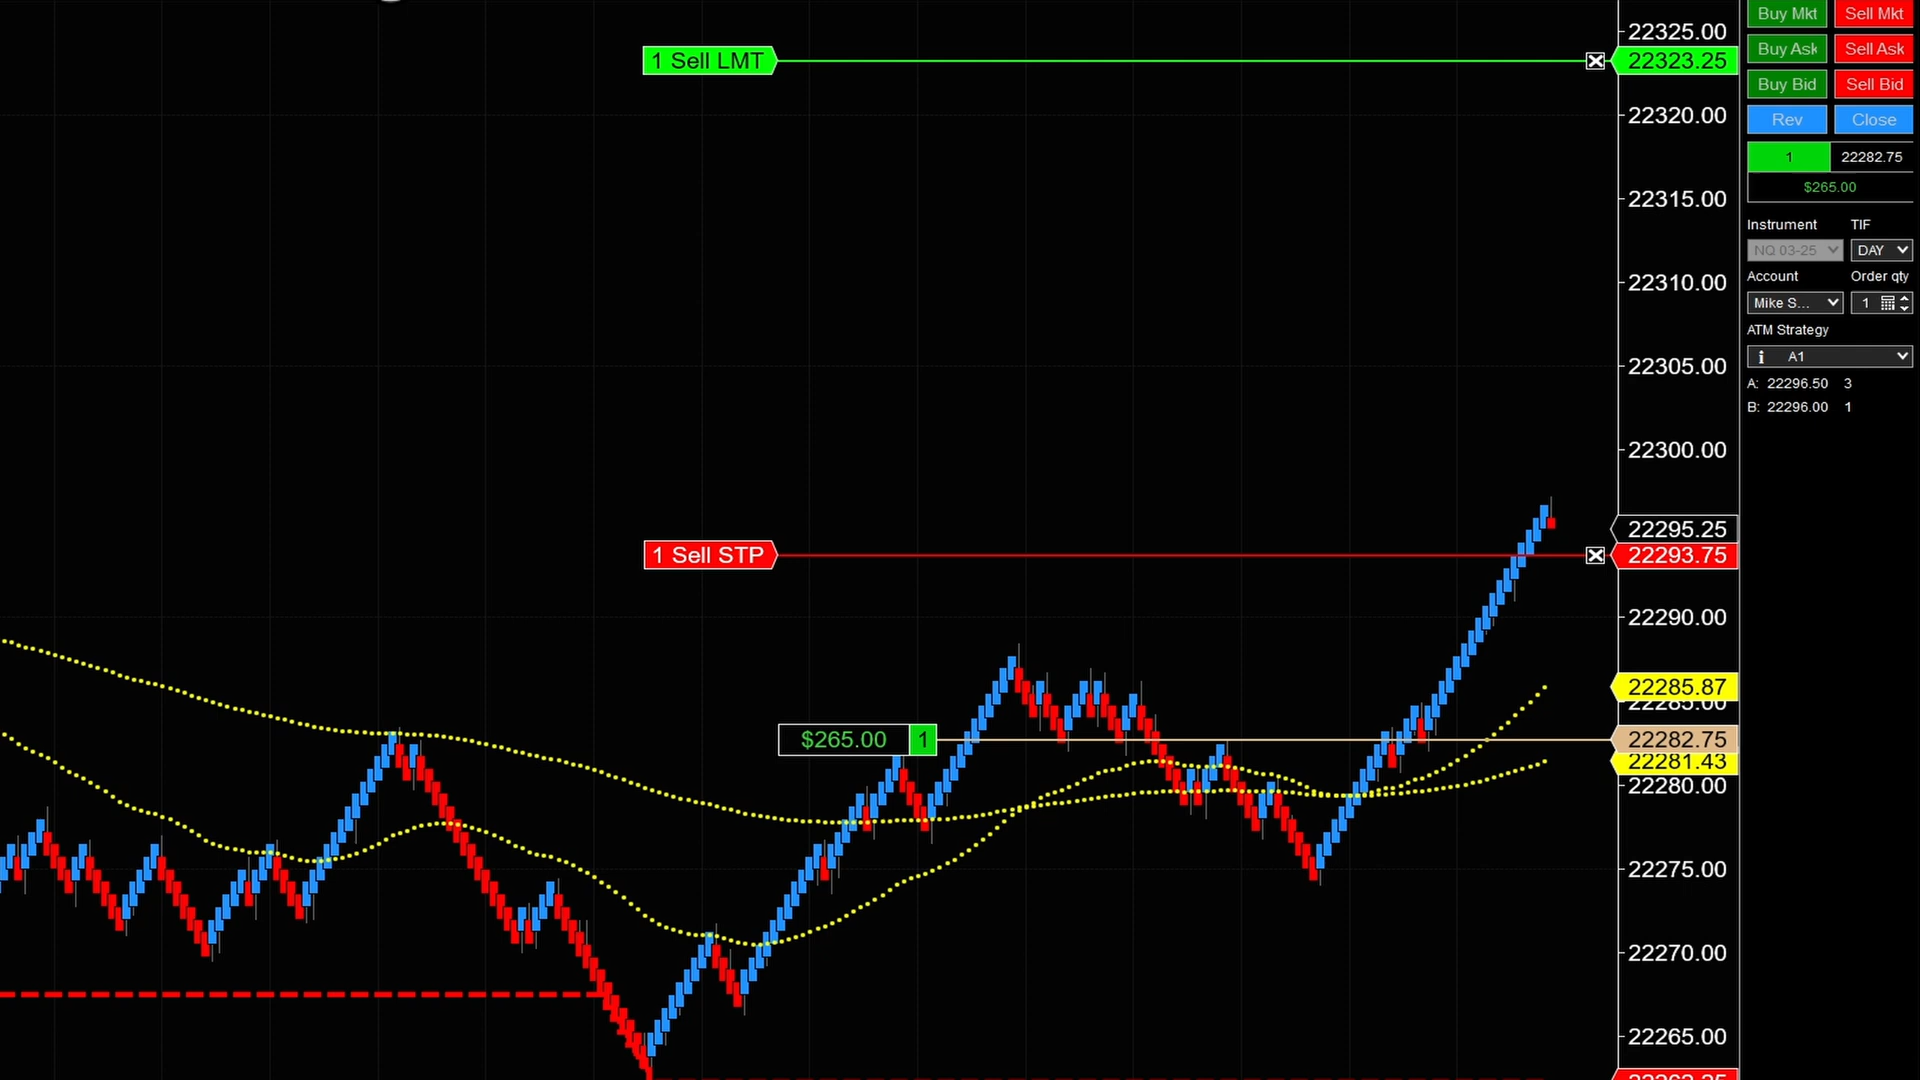 1 Sell LMT
1 Sell STP
$265.00 1
22325.00
22323.25
22320.00
22315.00
22310.00
22305.00
22300.00
22295.25
22293.75
22290.00
22285.87
22285.00
22282.75
22281.43
22280.00
22275.00
22270.00
22265.00
Buy Mkt Sell Mkt
Buy Ask Sell Ask
Buy Bid Sell Bid
Rev Close
1 22282.75
$265.00
Instrument TIF
NQ 03-25 DAY
Account Order qty
Mike S... 1
ATM Strategy
i A1
A: 22296.50 3
B: 22296.00 1